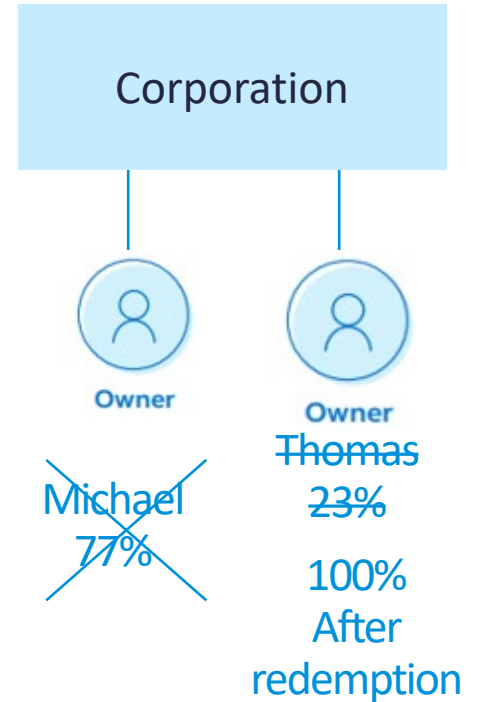 Corporation
Owner
Owner
Michael
77%
Thomas
23%
100%
After
redemption